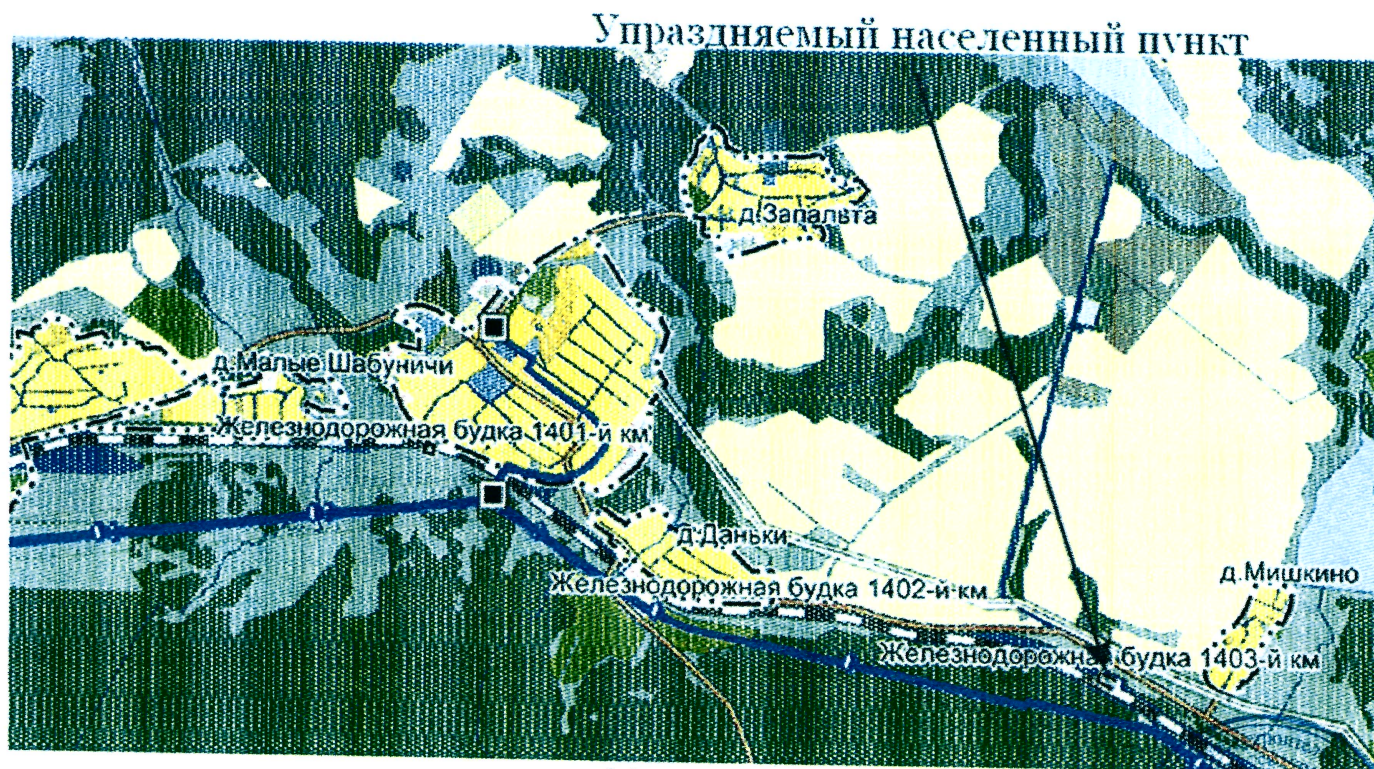 Упраздняемый населенный пункт
д.Запальта
д.Малые Шабуничи
Железнодорожная будка 1401-й км
д.Даньки
Железнодорожная будка 1402-й км
д.Мишкино
Железнодорожная будка 1403-й км